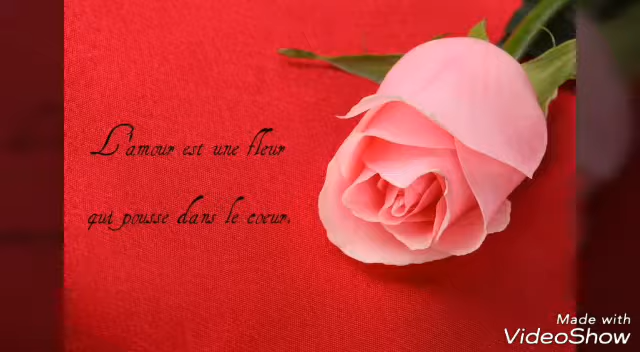 L'amour est une fleur
qui pousse dans le coeur.
Made with
VideoShow